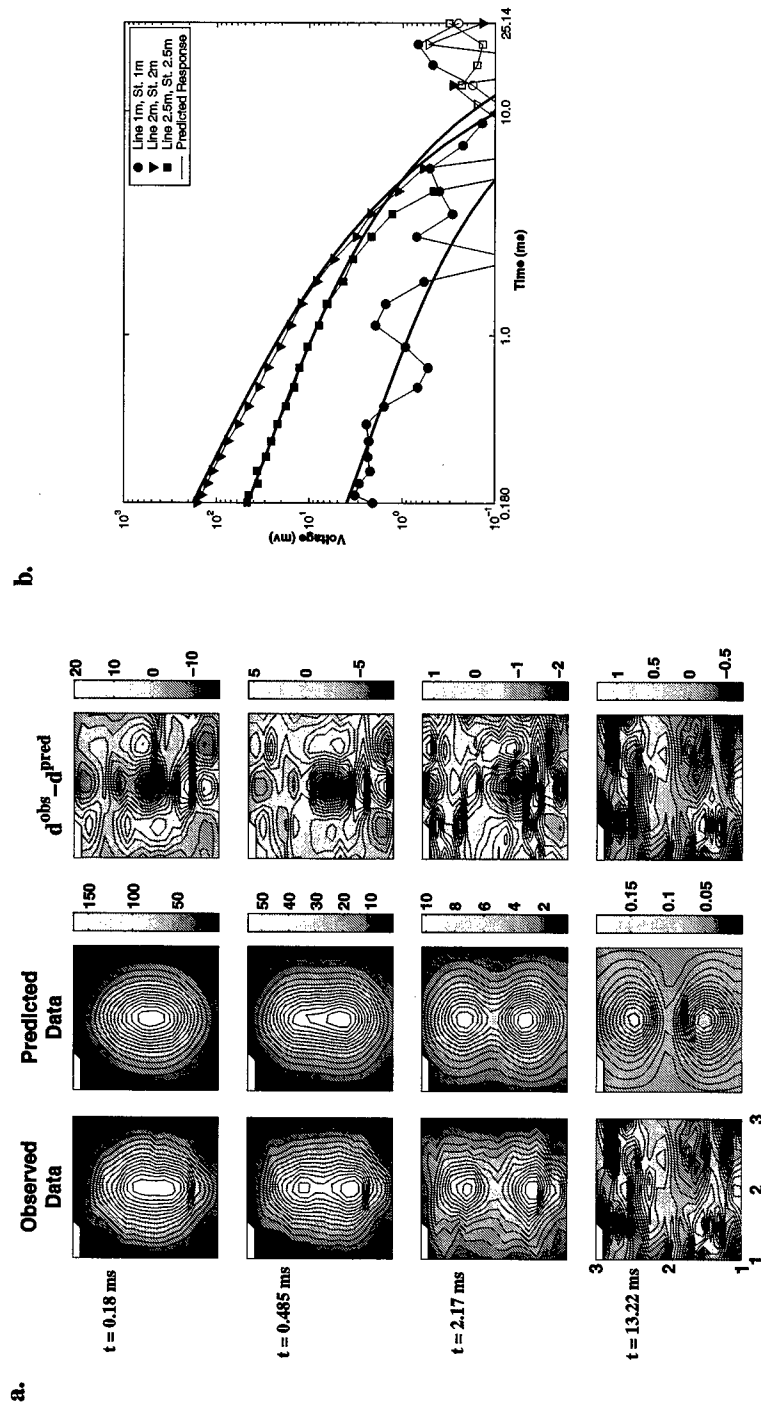 a.
Observed
Data
Predicted
Data
d^obs-d^pred
t = 0.18 ms
150
100
50
20
10
0
-10
t = 0.485 ms
50
40
30
20
10
5
0
-5
t = 2.17 ms
10
8
6
4
2
1
0
-1
-2
t = 13.22 ms
3
2
1
1
2
3
0.15
0.1
0.05
1
0.5
0
-0.5
b.
Voltage (mv)
10^3
10^2
10^1
10^0
10^-1
0.180
1.0
10.0
25.14
Time (ms)
Line 1m, St. 1m
Line 2m, St. 2m
Line 2.5m, St. 2.5m
Predicted Response